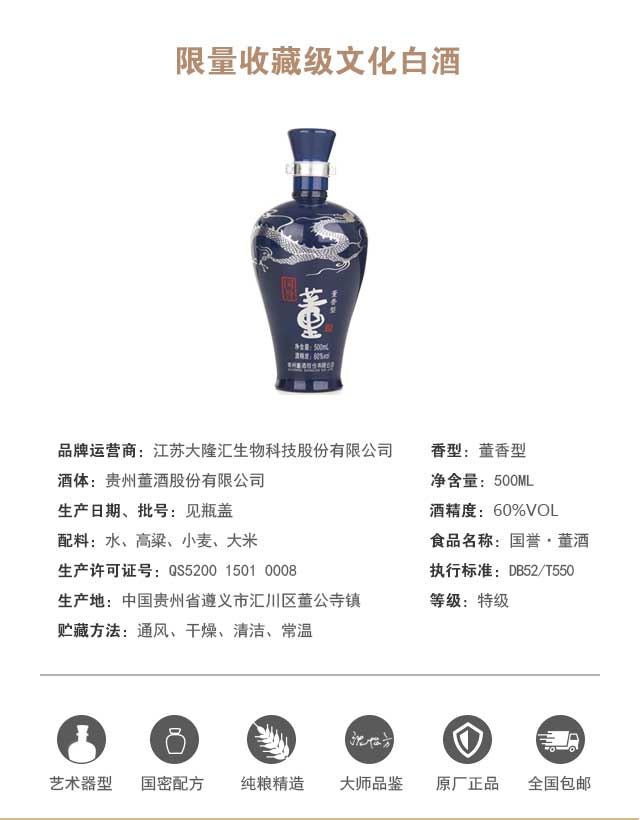 限量收藏级文化白酒
国誉
董
董香型
净含量：500mL
酒精度：60%vol
贵州董酒股份有限公司
品牌运营商：江苏大隆汇生物科技股份有限公司
香型：董香型
酒体：贵州董酒股份有限公司
净含量：500ML
生产日期、批号：见瓶盖
酒精度：60%VOL
配料：水、高粱、小麦、大米
食品名称：国誉·董酒
生产许可证号：QS5200 1501 0008
执行标准：DB52/T550
生产地：中国贵州省遵义市汇川区董公寺镇
等级：特级
贮藏方法：通风、干燥、清洁、常温
艺术器型
国密配方
纯粮精造
大师品鉴
原厂正品
全国包邮